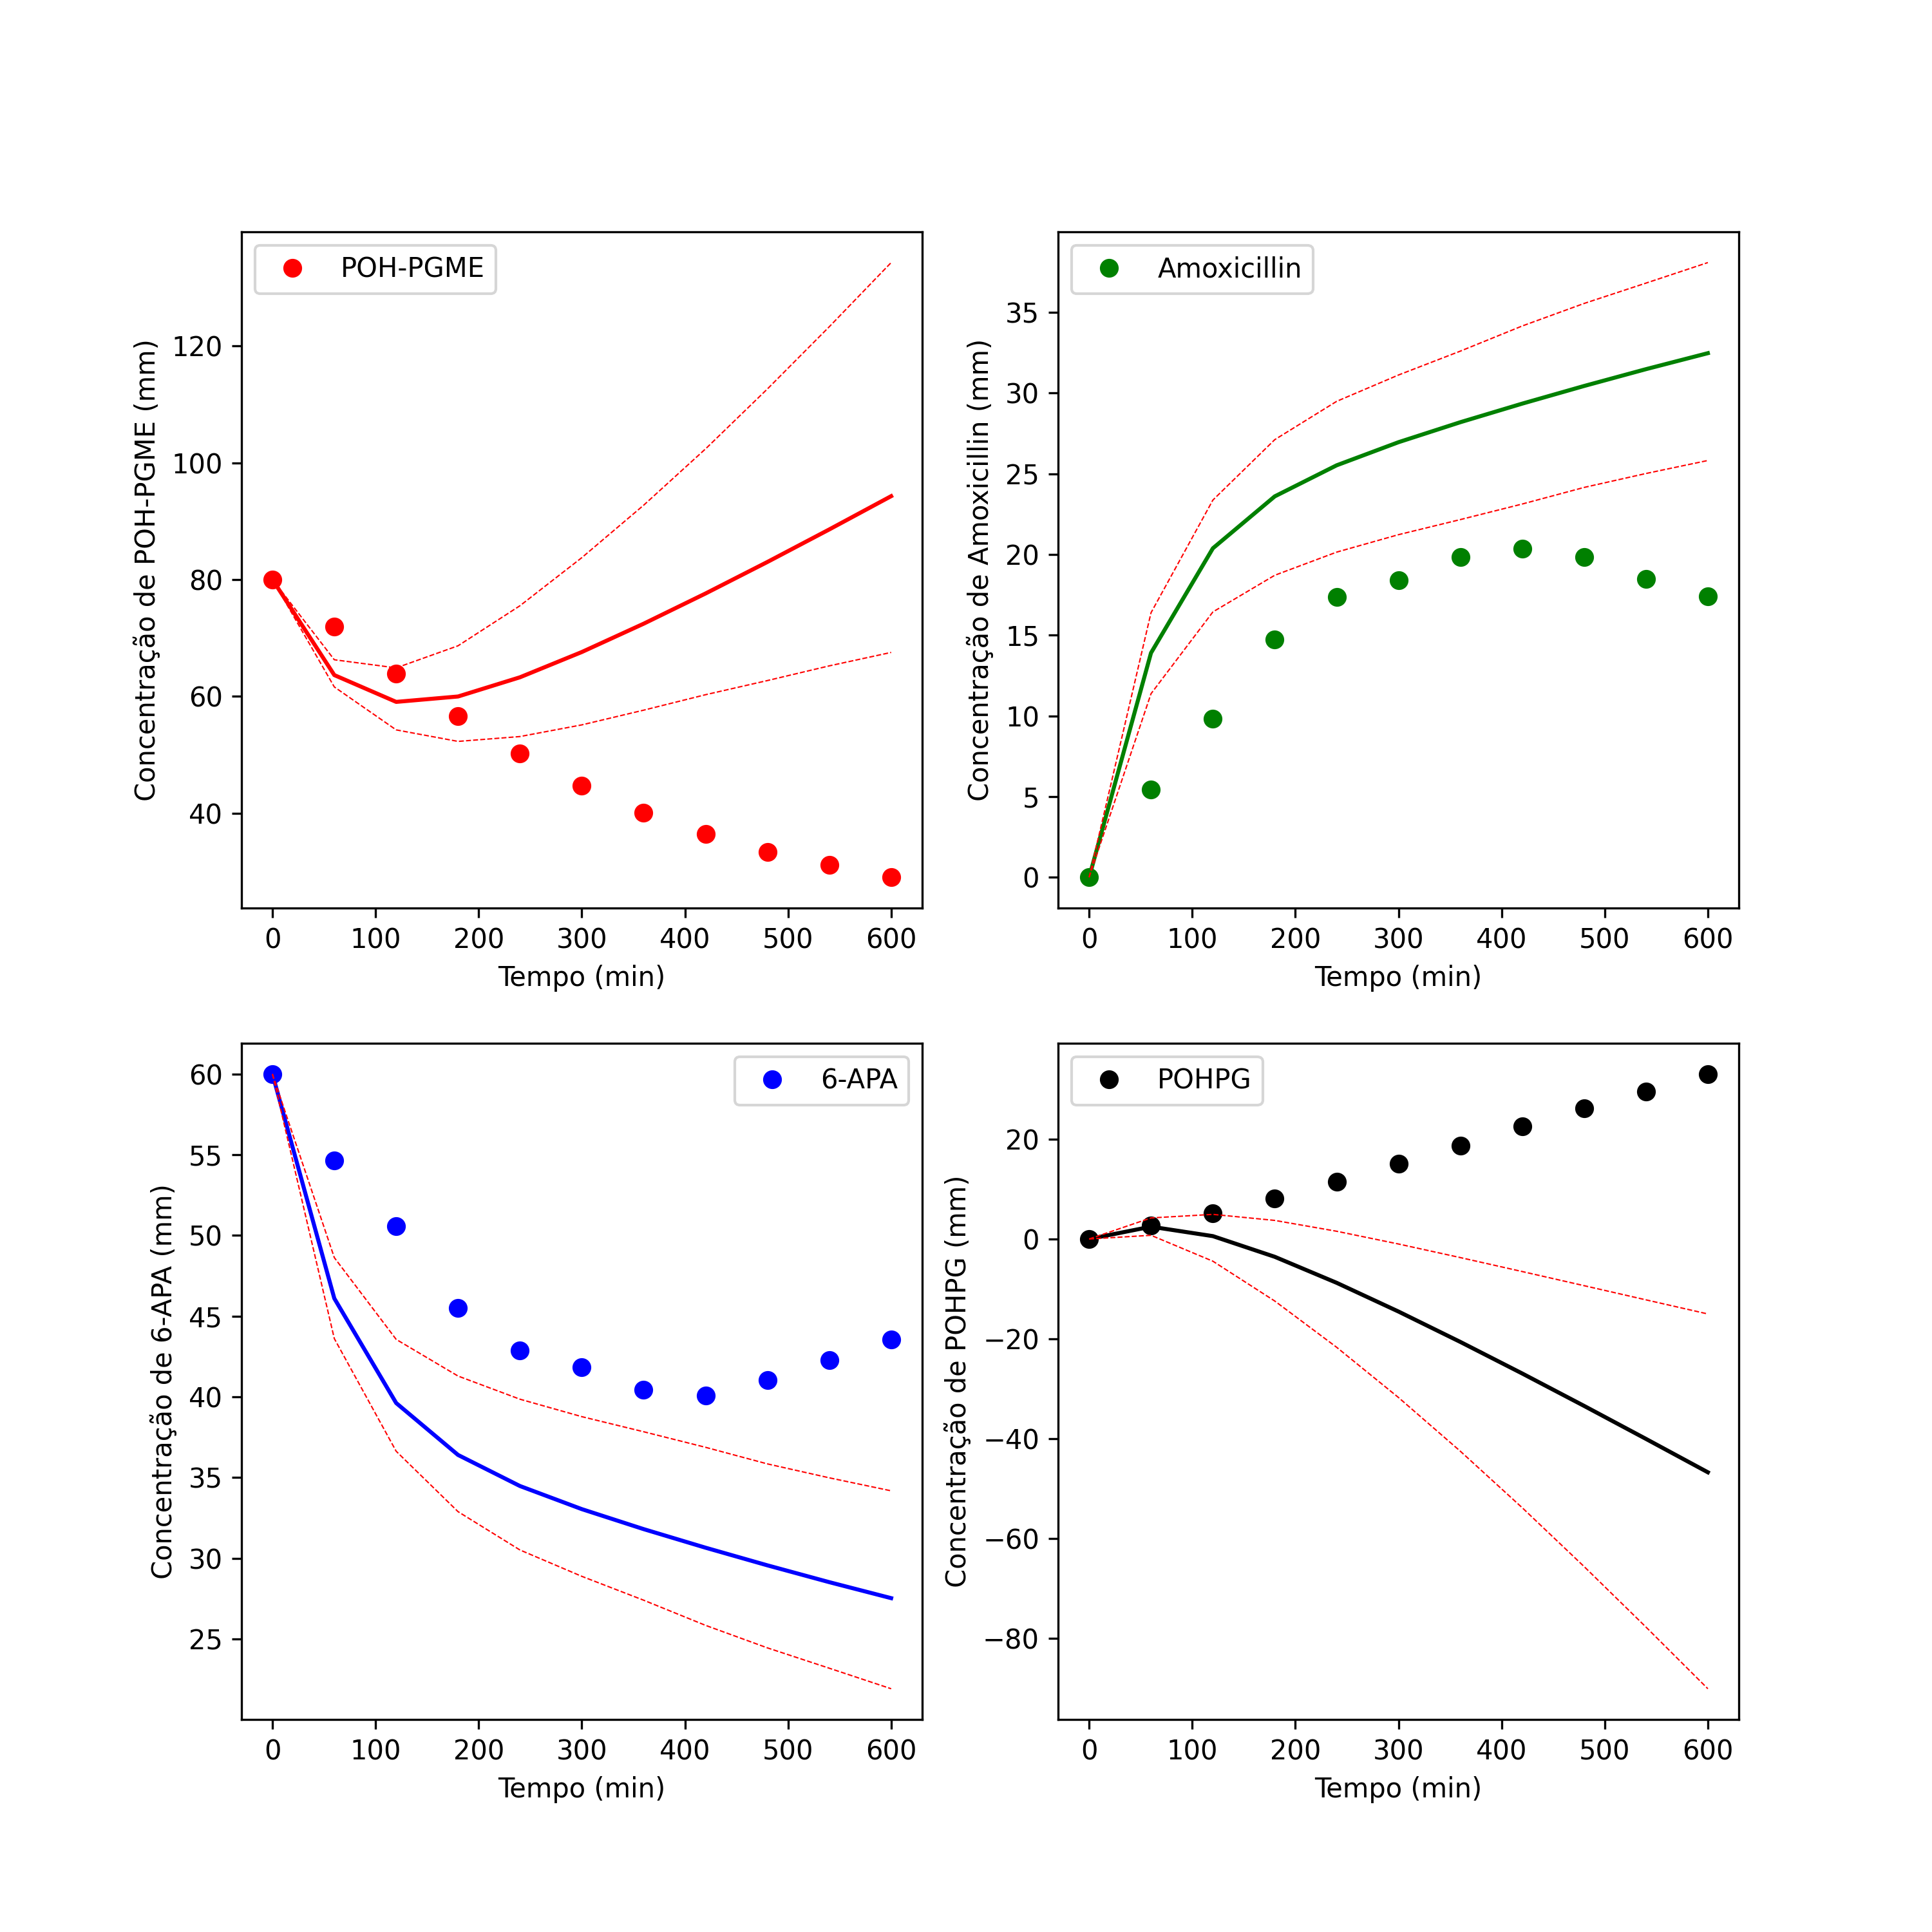 POH-PGME
Concentração de POH-PGME (mm)
120
100
80
60
40
0 100 200 300 400 500 600
Tempo (min)
Amoxicillin
Concentração de Amoxicillin (mm)
35
30
25
20
15
10
5
0
0 100 200 300 400 500 600
Tempo (min)
6-APA
Concentração de 6-APA (mm)
60
55
50
45
40
35
30
25
0 100 200 300 400 500 600
Tempo (min)
POHPG
Concentração de POHPG (mm)
20
0
−20
−40
−60
−80
0 100 200 300 400 500 600
Tempo (min)